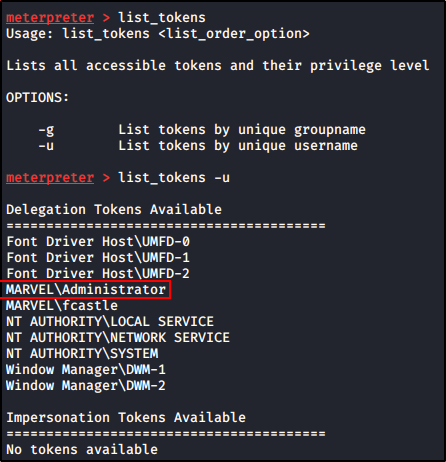 meterpreter > list_tokens
Usage: list_tokens <list_order_option>
Lists all accessible tokens and their privilege level
OPTIONS:
-g        List tokens by unique groupname
-u        List tokens by unique username
meterpreter > list_tokens -u
Delegation Tokens Available
========================================
Font Driver Host\UMFD-0
Font Driver Host\UMFD-1
Font Driver Host\UMFD-2
MARVEL\Administrator
MARVEL\fcastle
NT AUTHORITY\LOCAL SERVICE
NT AUTHORITY\NETWORK SERVICE
NT AUTHORITY\SYSTEM
Window Manager\DWM-1
Window Manager\DWM-2
Impersonation Tokens Available
========================================
No tokens available